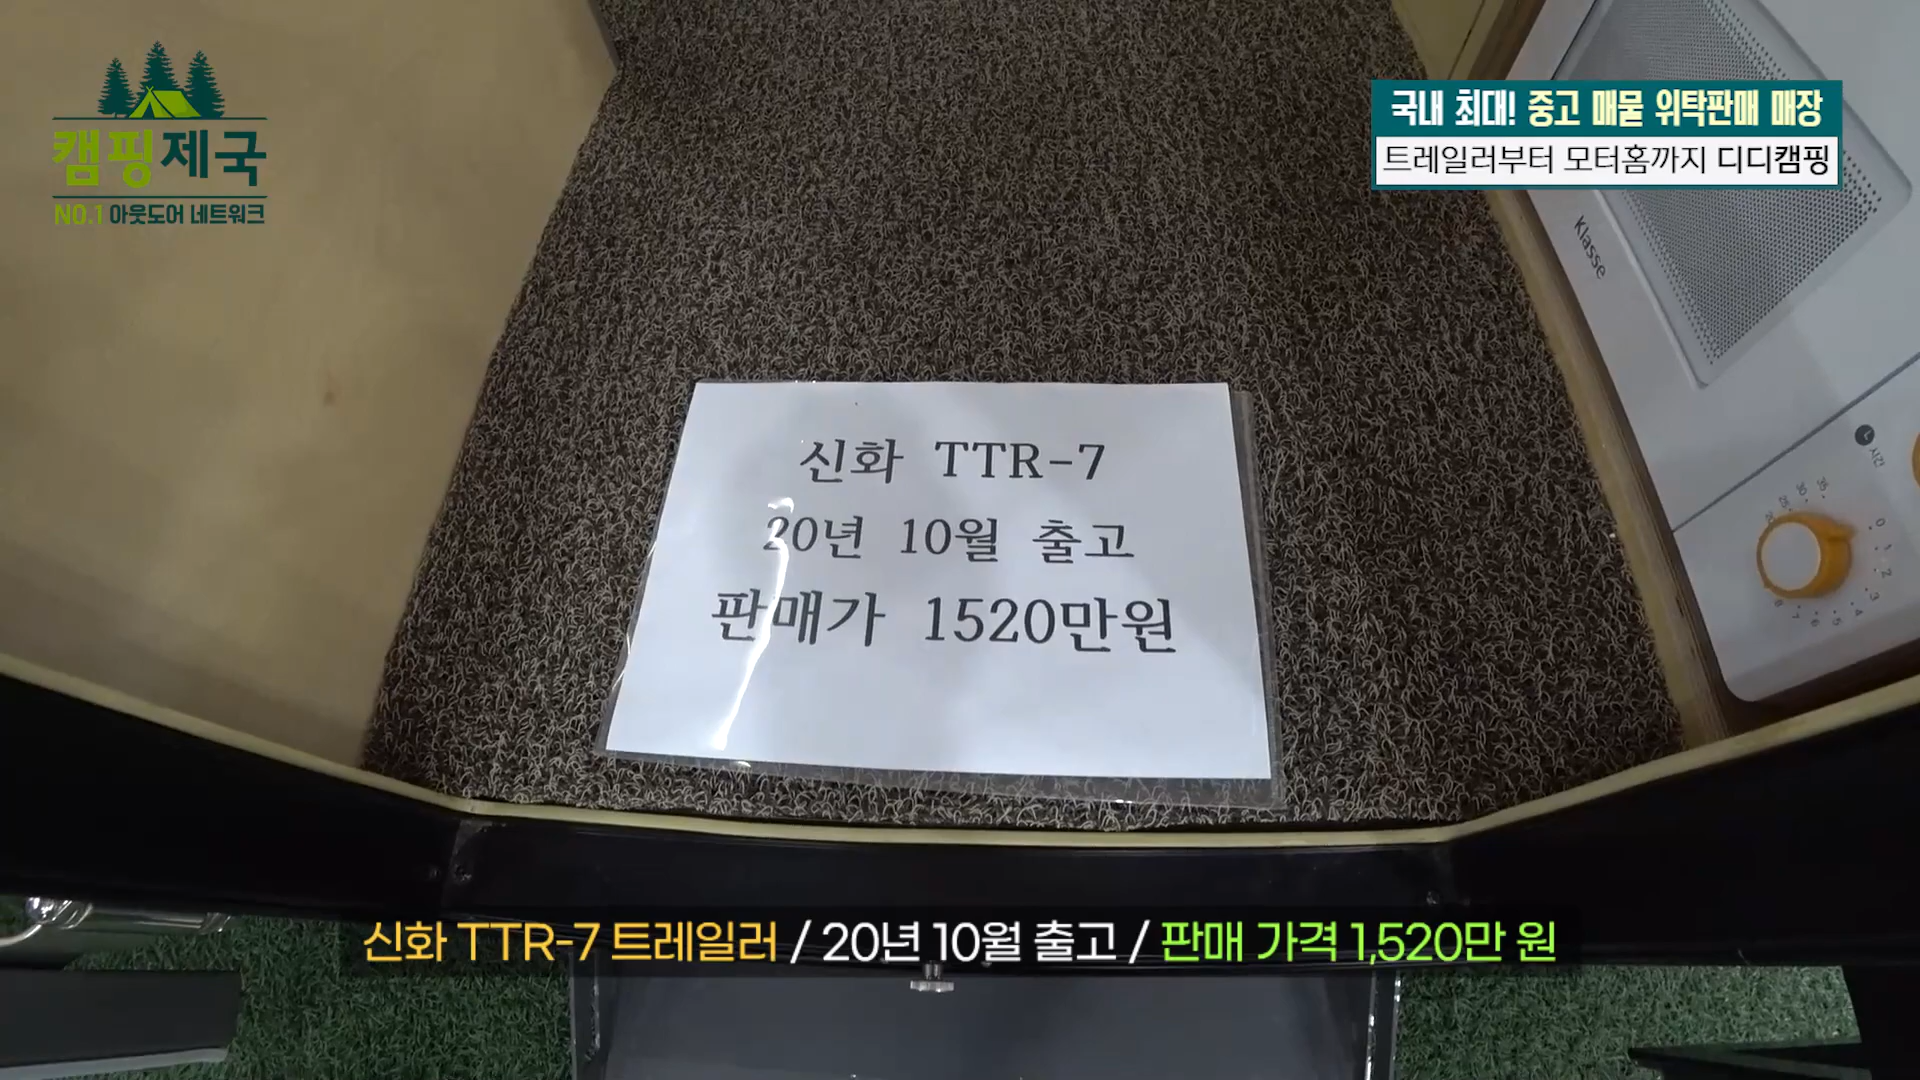 캠핑제국
NO.1 아웃도어 네트워크
국내 최대! 중고 매물 위탁판매 매장
트레일러부터 모터홈까지 디디캠핑
Klasse
시간
신화 TTR-7
20년 10월 출고
판매가 1520만원
신화 TTR-7 트레일러 / 20년 10월 출고 / 판매 가격 1,520만 원